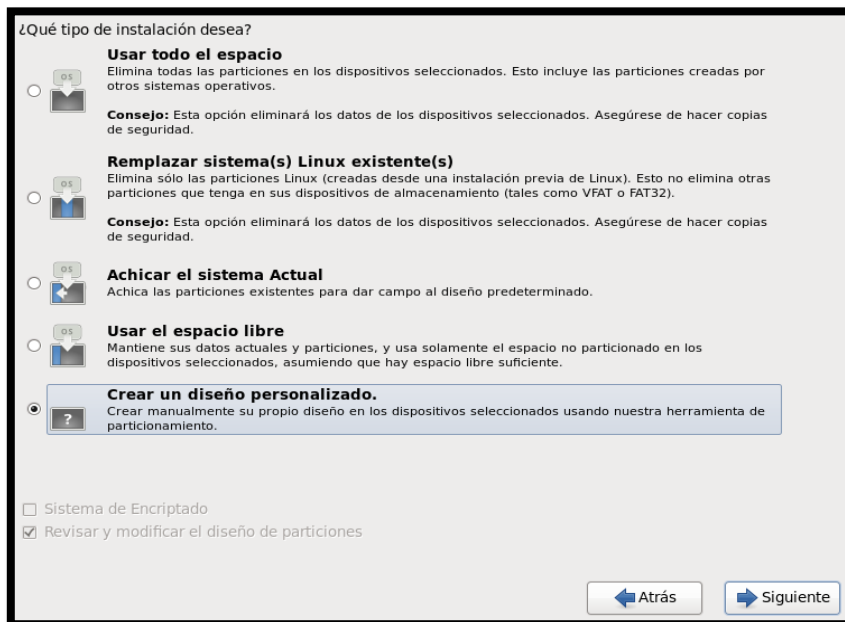 ¿Qué tipo de instalación desea?
Usar todo el espacio
Elimina todas las particiones en los dispositivos seleccionados. Esto incluye las particiones creadas por
otros sistemas operativos.
Consejo: Esta opción eliminará los datos de los dispositivos seleccionados. Asegúrese de hacer copias
de seguridad.
OS
Remplazar sistema(s) Linux existente(s)
Elimina sólo las particiones Linux (creadas desde una instalación previa de Linux). Esto no elimina otras
particiones que tenga en sus dispositivos de almacenamiento (tales como VFAT o FAT32).
Consejo: Esta opción eliminará los datos de los dispositivos seleccionados. Asegúrese de hacer copias
de seguridad.
OS
Achicar el sistema Actual
Achica las particiones existentes para dar campo al diseño predeterminado.
OS
Usar el espacio libre
Mantiene sus datos actuales y particiones, y usa solamente el espacio no particionado en los
dispositivos seleccionados, asumiendo que hay espacio libre suficiente.
OS
Crear un diseño personalizado.
Crear manualmente su propio diseño en los dispositivos seleccionados usando nuestra herramienta de
particionamiento.
?
Sistema de Encriptado
Revisar y modificar el diseño de particiones
Atrás
Siguiente